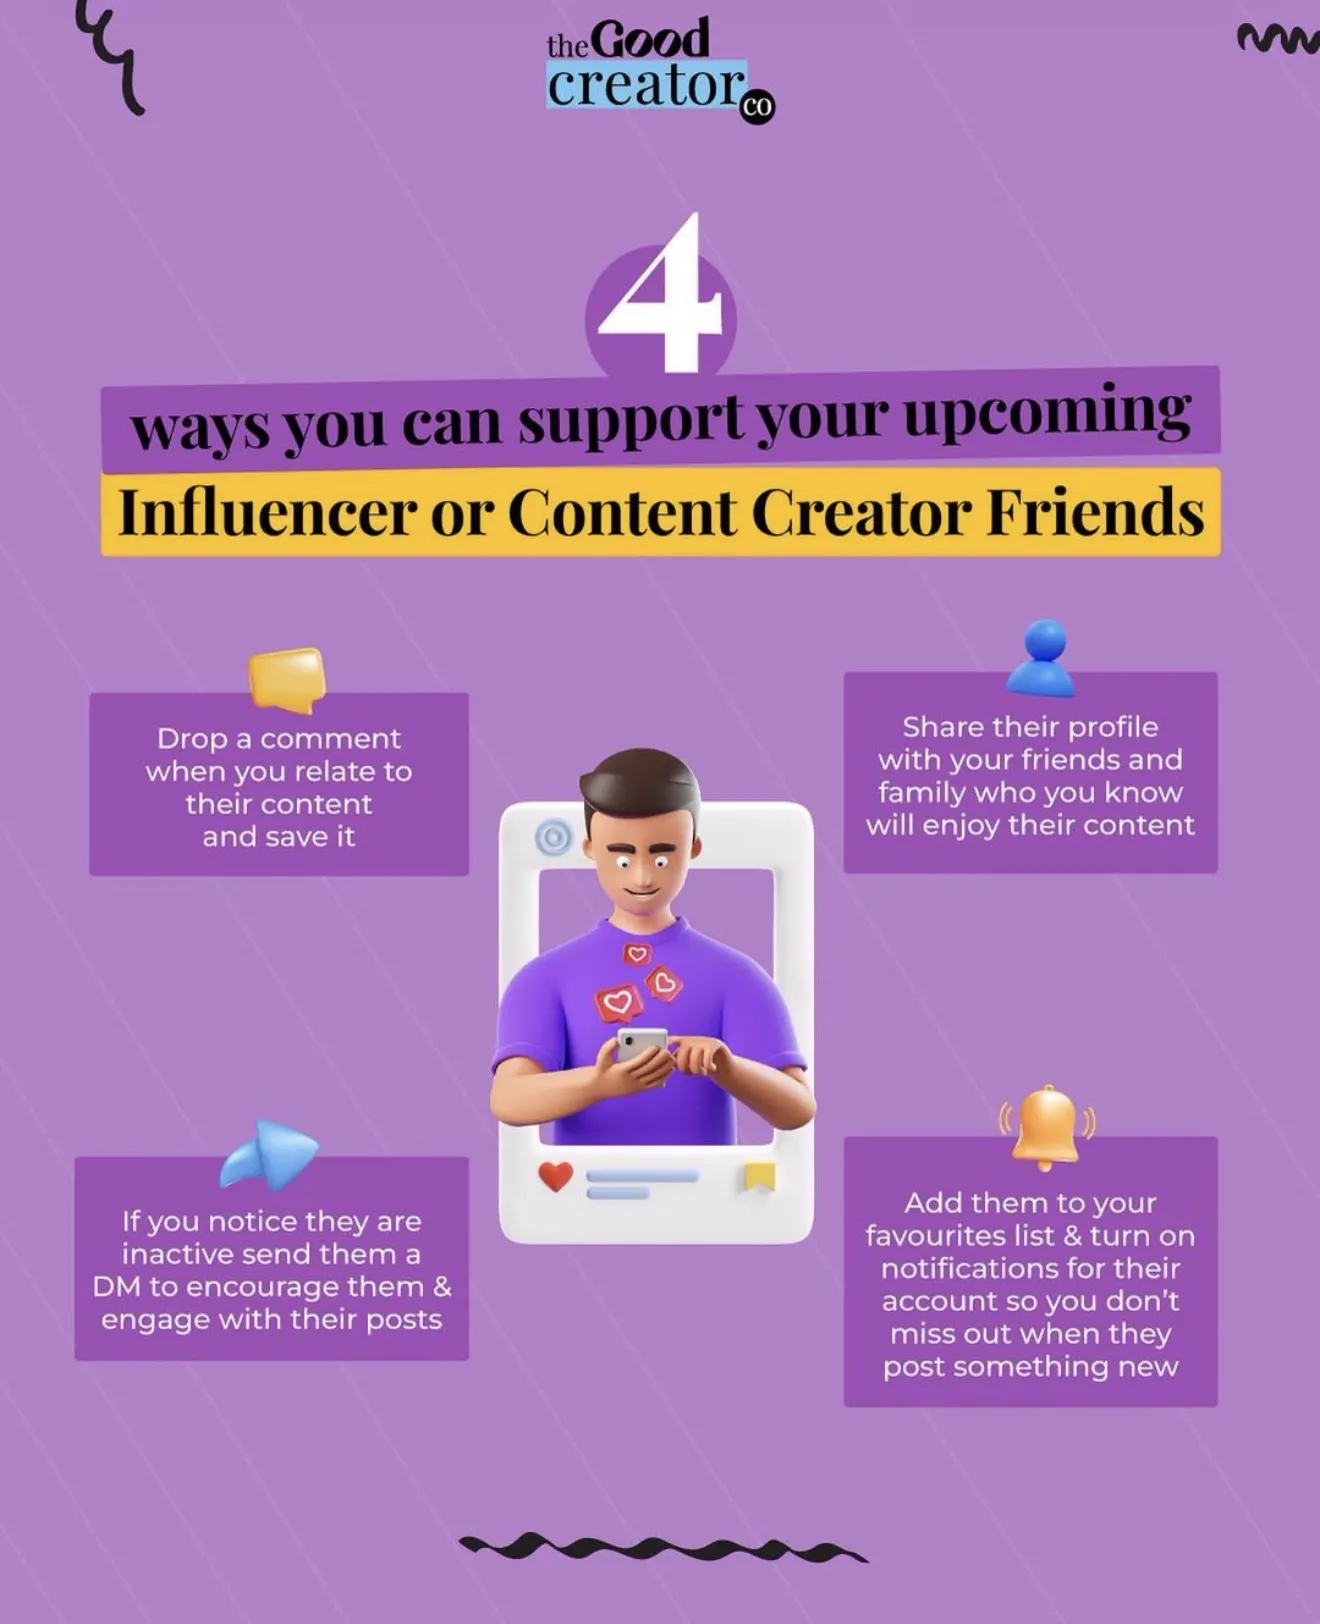 the Good
creator
co
4
ways you can support your upcoming
Influencer or Content Creator Friends
Drop a comment
when you relate to
their content
and save it
Share their profile
with your friends and
family who you know
will enjoy their content
If you notice they are
inactive send them a
DM to encourage them &
engage with their posts
Add them to your
favourites list & turn on
notifications for their
account so you don't
miss out when they
post something new